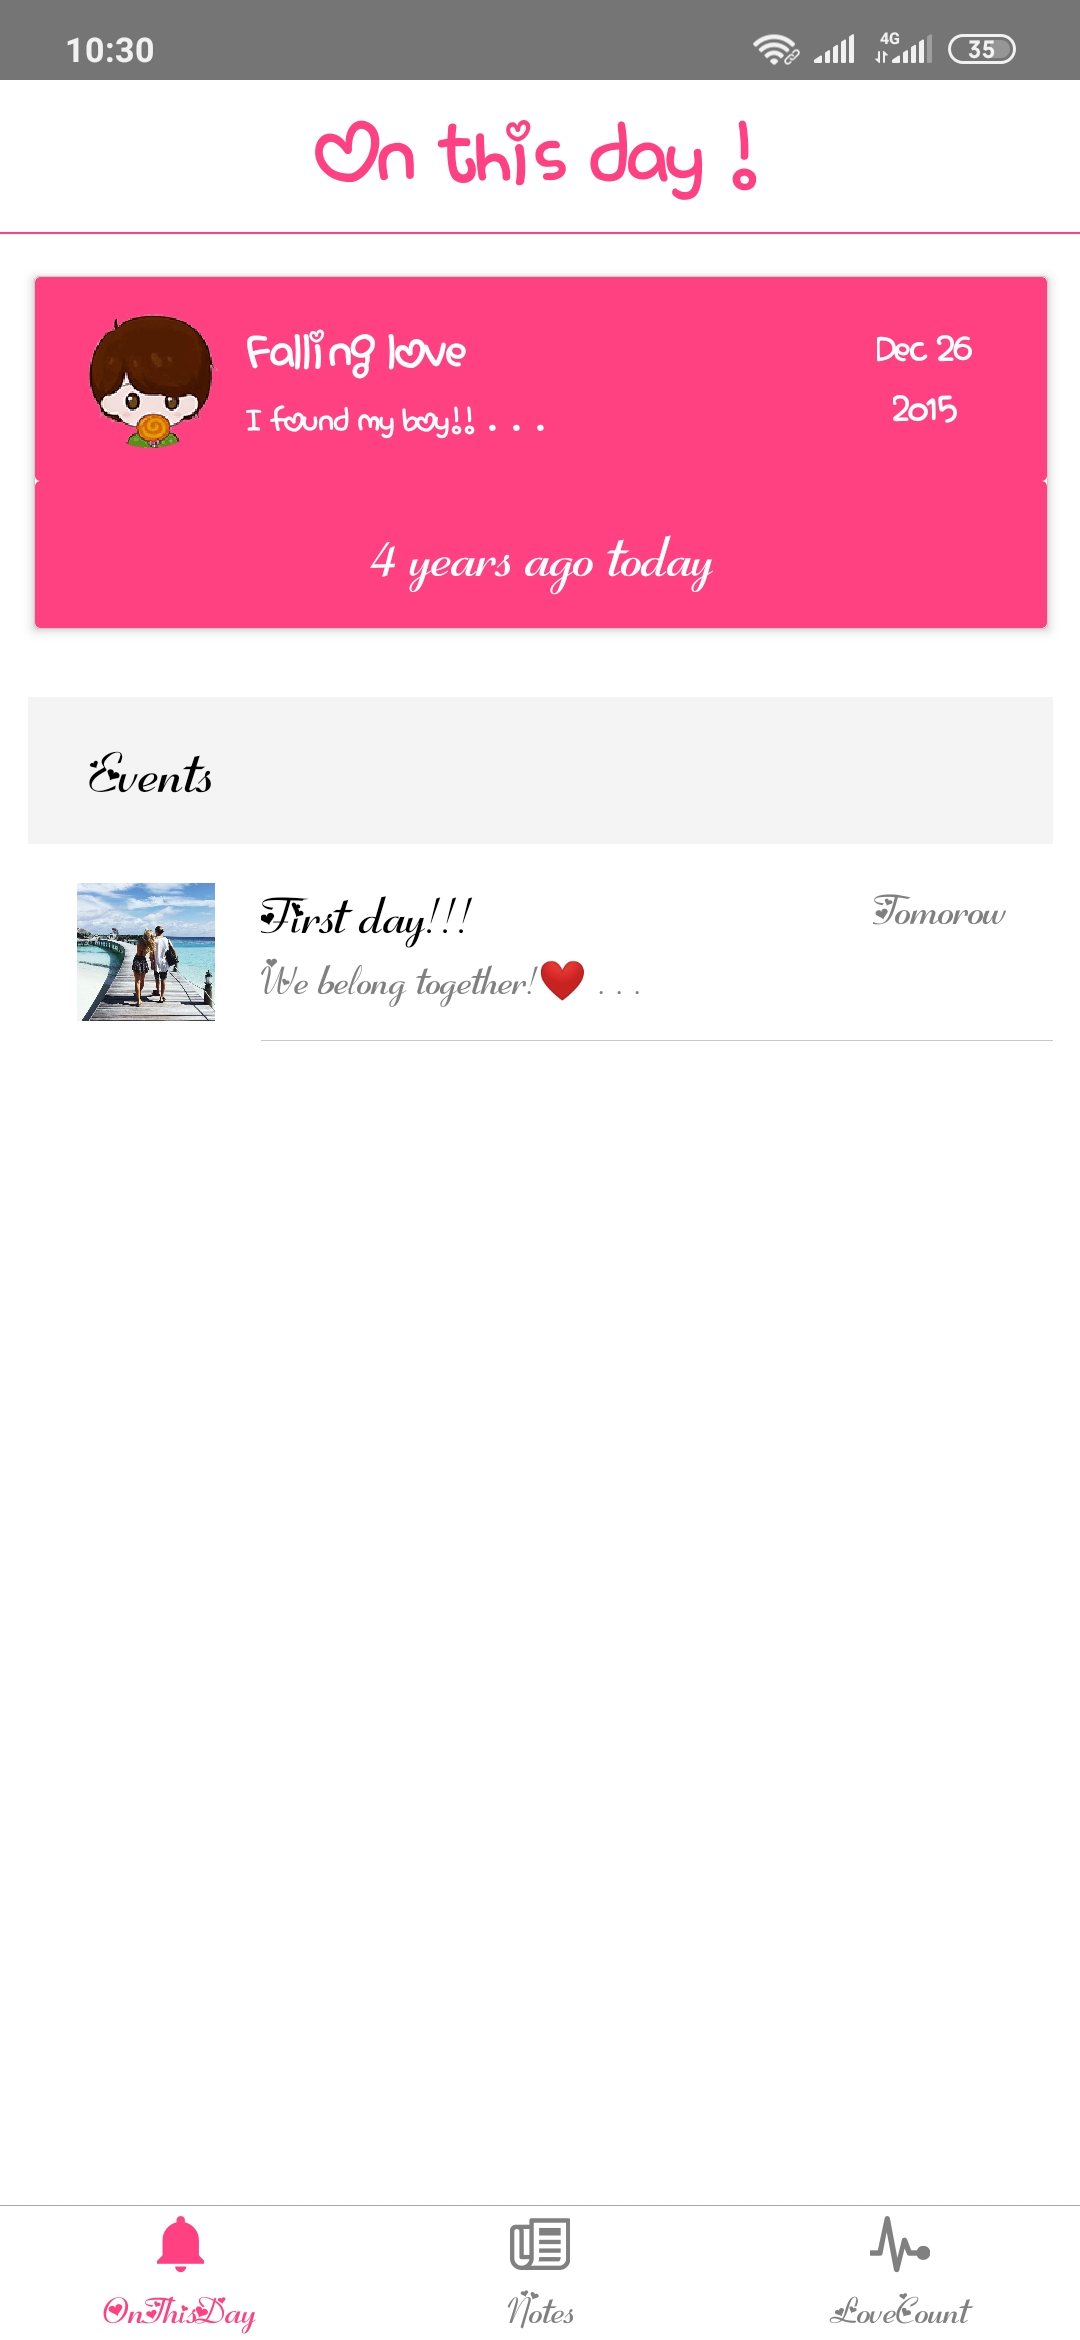 10:30
4G
35
On this day !
Falling love
Dec 26
I found my boy!! . . .
2015
4 years ago today
Events
First day!!!
Tomorow
We belong together!❤️ . . .
OnThisDay
Notes
LoveCount